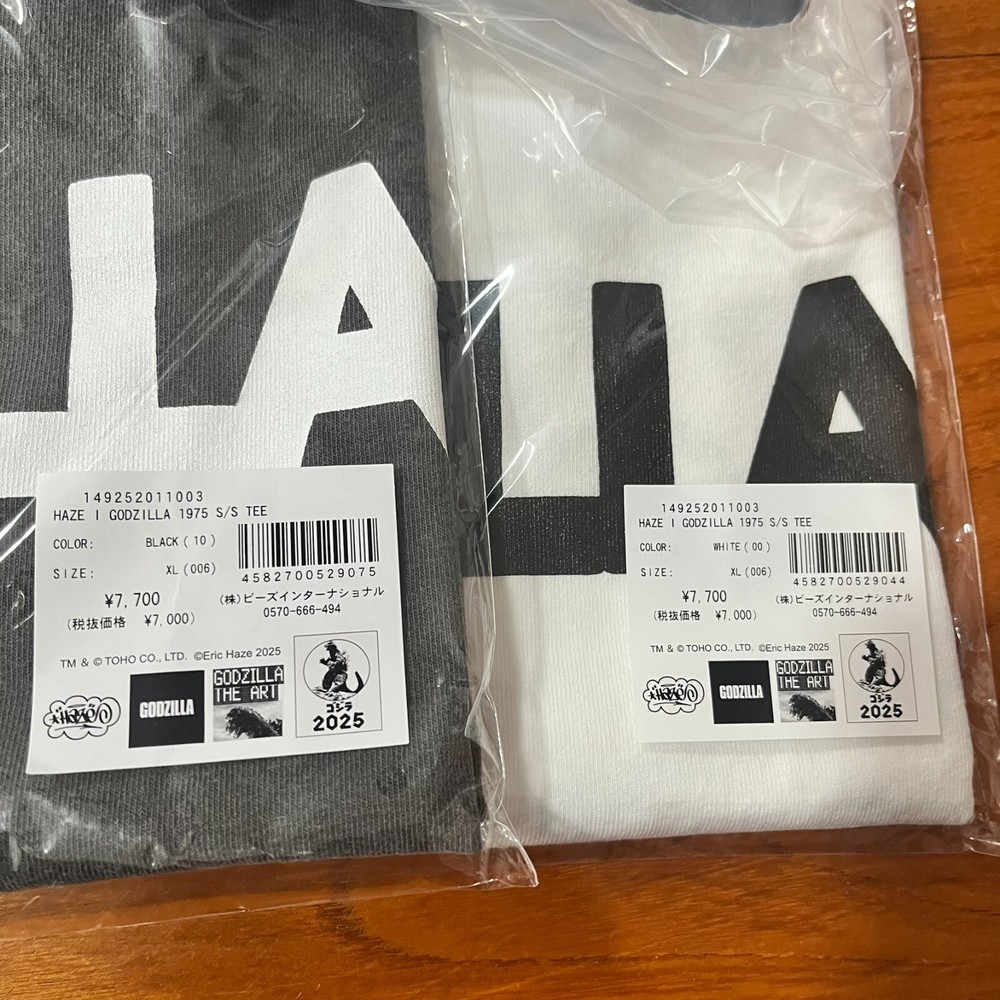 LLA
149252011003
HAZE I GODZILLA 1975 S/S TEE
COLOR: BLACK ( 10 )
SIZE: XL (006)
4582700529075
¥7,700
(税抜価格 ¥7,000)
(株)ビーズインターナショナル
0570-666-494
TM & © TOHO CO., LTD. ©Eric Haze 2025
HAZE
GODZILLA
GODZILLA
THE ART
ゴジラ
2025
LLA
149252011003
HAZE I GODZILLA 1975 S/S TEE
COLOR: WHITE ( 00 )
SIZE: XL (006)
4582700529044
¥7,700
(税抜価格 ¥7,000)
(株)ビーズインターナショナル
0570-666-494
TM & © TOHO CO., LTD. ©Eric Haze 2025
HAZE
GODZILLA
GODZILLA
THE ART
ゴジラ
2025